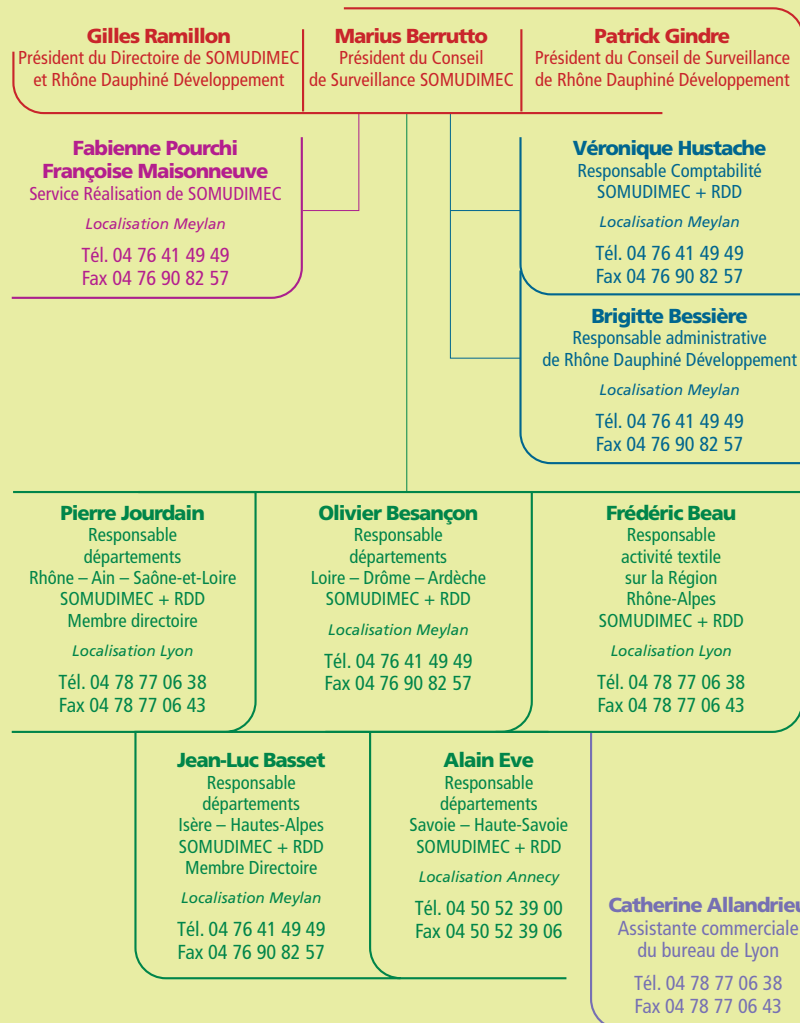 Gilles Ramillon
Président du Directoire de SOMUDIMEC
et Rhône Dauphiné Développement
Marius Berrutto
Président du Conseil
de Surveillance SOMUDIMEC
Patrick Gindre
Président du Conseil de Surveillance
de Rhône Dauphiné Développement
Fabienne Pourchi
Françoise Maisonneuve
Service Réalisation de SOMUDIMEC
Localisation Meylan
Tél. 04 76 41 49 49
Fax 04 76 90 82 57
Véronique Hustache
Responsable Comptabilité
SOMUDIMEC + RDD
Localisation Meylan
Tél. 04 76 41 49 49
Fax 04 76 90 82 57
Brigitte Bessière
Responsable administrative
de Rhône Dauphiné Développement
Localisation Meylan
Tél. 04 76 41 49 49
Fax 04 76 90 82 57
Pierre Jourdain
Responsable
départements
Rhône – Ain – Saône-et-Loire
SOMUDIMEC + RDD
Membre directoire
Localisation Lyon
Tél. 04 78 77 06 38
Fax 04 78 77 06 43
Olivier Besançon
Responsable
départements
Loire – Drôme – Ardèche
SOMUDIMEC + RDD
Localisation Meylan
Tél. 04 76 41 49 49
Fax 04 76 90 82 57
Frédéric Beau
Responsable
activité textile
sur la Région
Rhône-Alpes
SOMUDIMEC + RDD
Localisation Lyon
Tél. 04 78 77 06 38
Fax 04 78 77 06 43
Jean-Luc Basset
Responsable
départements
Isère – Hautes-Alpes
SOMUDIMEC + RDD
Membre Directoire
Localisation Meylan
Tél. 04 76 41 49 49
Fax 04 76 90 82 57
Alain Eve
Responsable
départements
Savoie – Haute-Savoie
SOMUDIMEC + RDD
Localisation Annecy
Tél. 04 50 52 39 00
Fax 04 50 52 39 06
Catherine Allandrieu
Assistante commerciale
du bureau de Lyon
Tél. 04 78 77 06 38
Fax 04 78 77 06 43